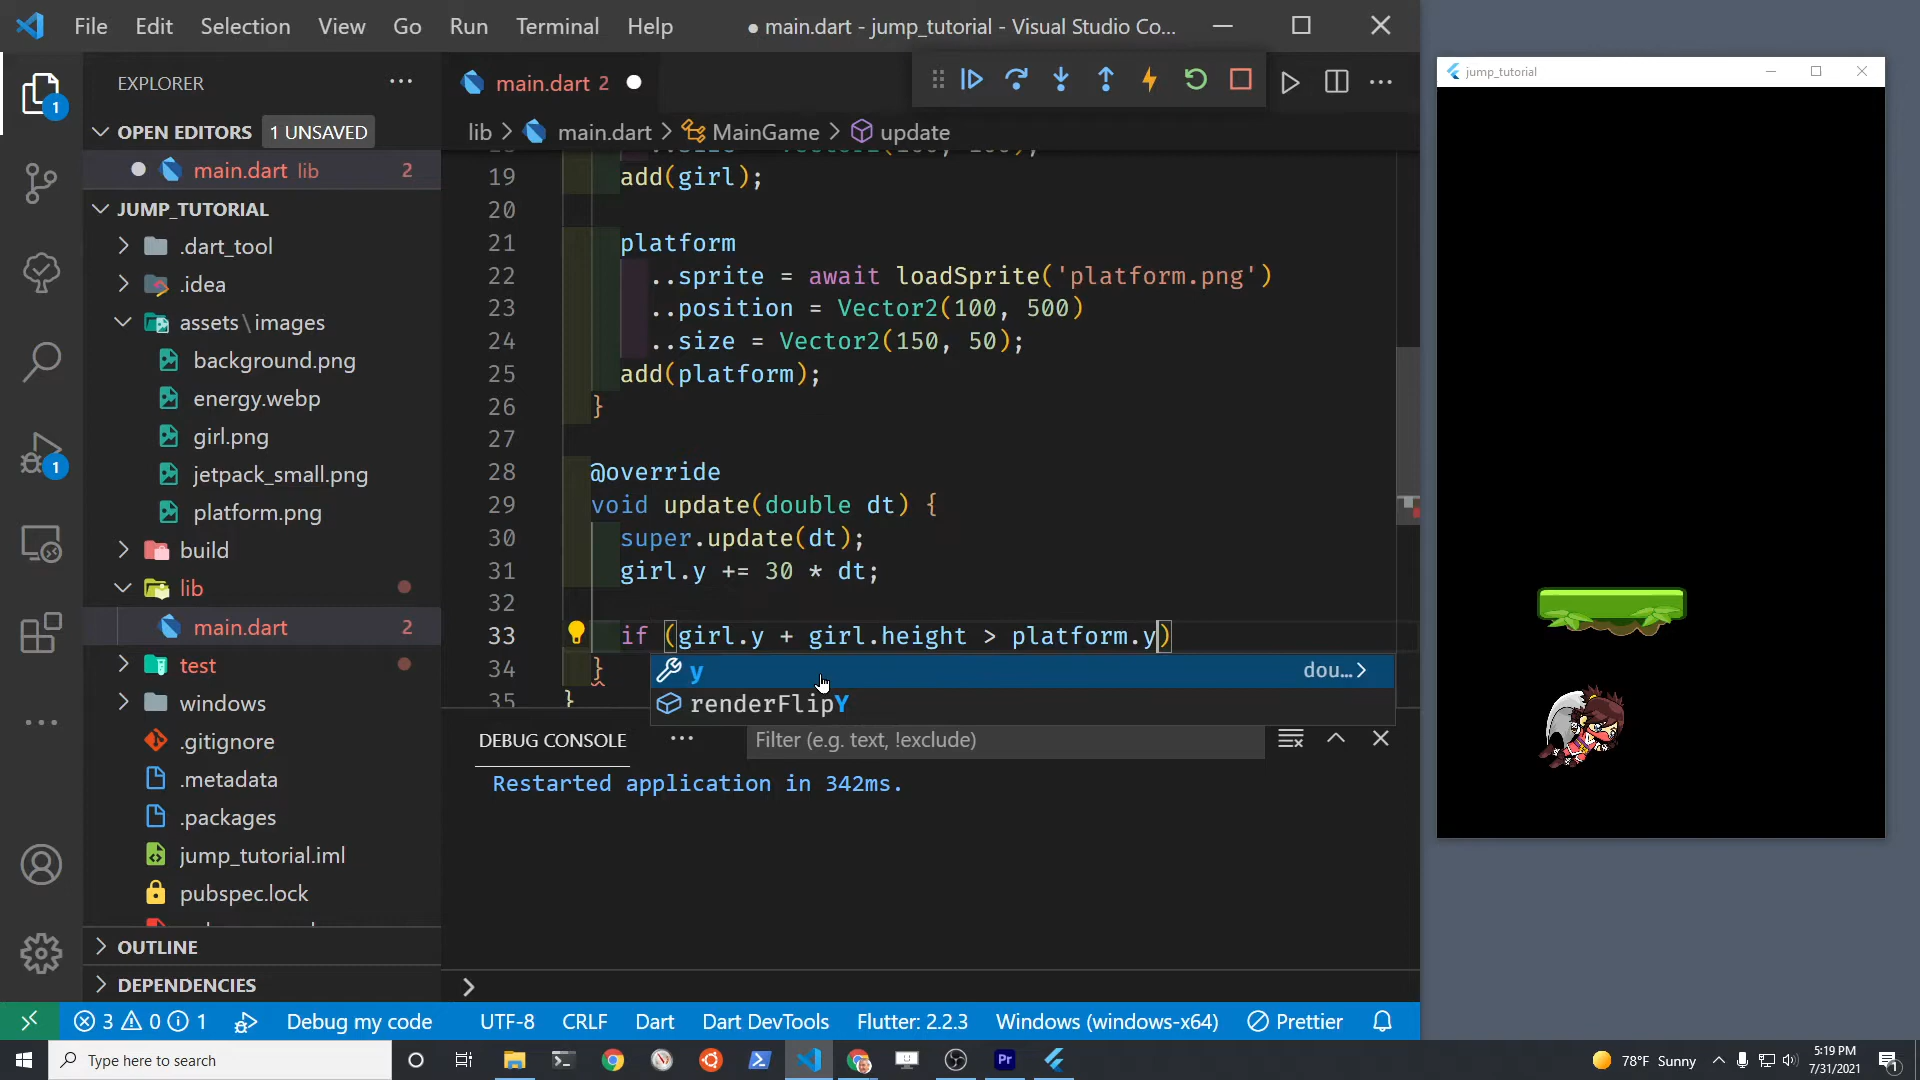 File Edit Selection View Go Run Terminal Help
● main.dart - jump_tutorial - Visual Studio Co...
jump_tutorial
EXPLORER
main.dart 2
OPEN EDITORS 1 UNSAVED
main.dart lib 2
lib > main.dart > MainGame > update
JUMP_TUTORIAL
.dart_tool
.idea
assets\images
background.png
energy.webp
girl.png
jetpack_small.png
platform.png
build
lib
main.dart 2
test
windows
.gitignore
.metadata
.packages
jump_tutorial.iml
pubspec.lock
OUTLINE
DEPENDENCIES
1
1
19 add(girl);
20
21 platform
22 ..sprite = await loadSprite('platform.png')
23 ..position = Vector2(100, 500)
24 ..size = Vector2(150, 50);
25 add(platform);
26 }
27
28 @override
29 void update(double dt) {
30 super.update(dt);
31 girl.y += 30 * dt;
32
33 if (girl.y + girl.height > platform.y)
34 }
35 }
y dou...>
renderFlipY
DEBUG CONSOLE
Filter (e.g. text, !exclude)
Restarted application in 342ms.
3 0 1 Debug my code UTF-8 CRLF Dart Dart DevTools Flutter: 2.2.3 Windows (windows-x64) Prettier
Type here to search
Pr
78°F Sunny
5:19 PM
7/31/2021
1